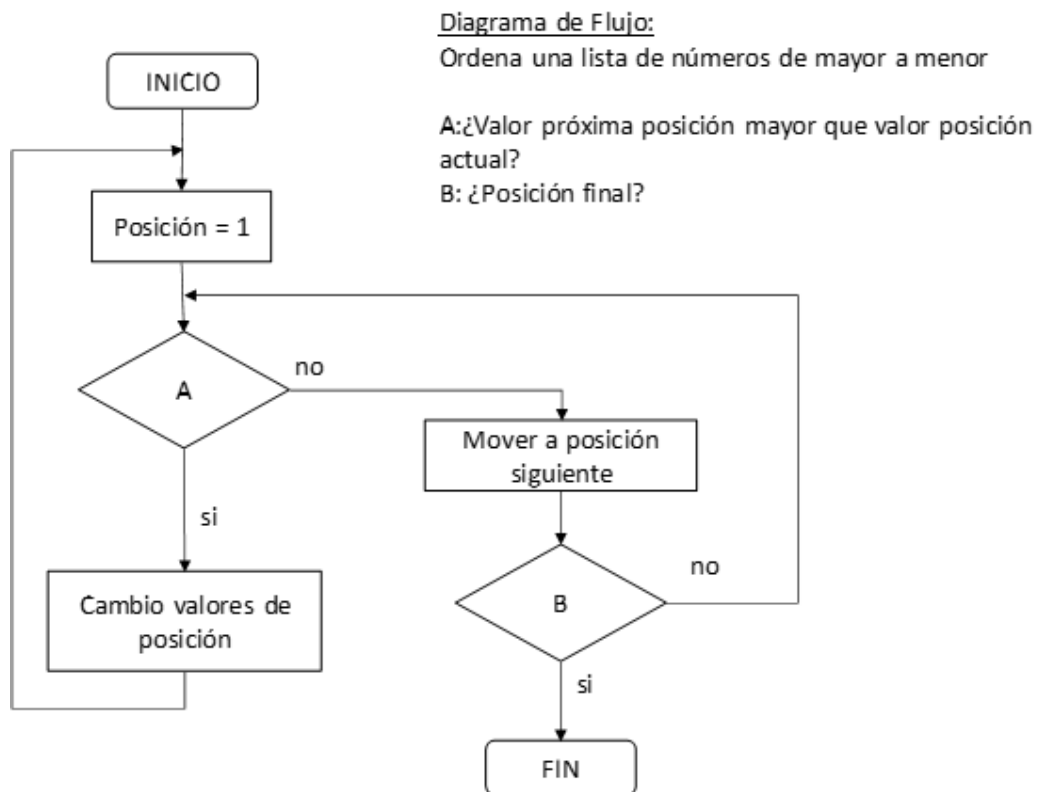 Diagrama de Flujo:
Ordena una lista de números de mayor a menor
A:¿Valor próxima posición mayor que valor posición
actual?
B: ¿Posición final?
INICIO
Posición = 1
A
no
Mover a posición
siguiente
si
B
no
Cambio valores de
posición
si
FIN